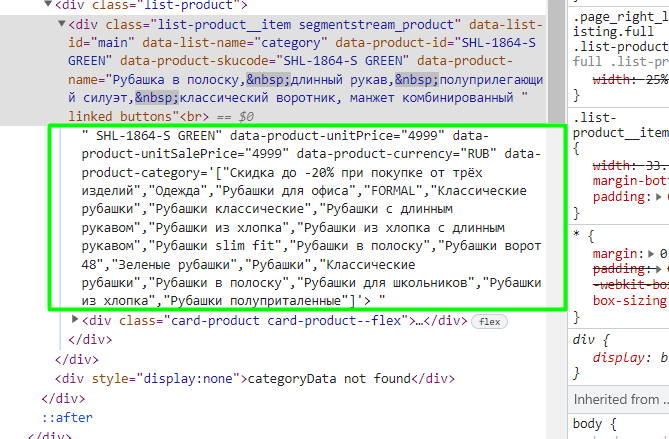 <div class="list-product">
<div class="list-product__item segmentstream_product" data-list-
id="main" data-list-name="category" data-product-id="SHL-1864-S
GREEN" data-product-skucode="SHL-1864-S GREEN" data-product-
name="Рубашка в полоску,&nbsp;длинный рукав,&nbsp;полуприлегающи
й силуэт,&nbsp;классический воротник, манжет комбинированный "
linked buttons"<br> == $0
" SHL-1864-S GREEN" data-product-unitPrice="4999" data-
product-unitSalePrice="4999" data-product-currency="RUB" data-
product-category='["Скидка до -20% при покупке от трёх
изделий","Одежда","Рубашки для офиса","FORMAL","Классические
рубашки","Рубашки классические","Рубашки с длинным
рукавом","Рубашки из хлопка","Рубашки из хлопка с длинным
рукавом","Рубашки slim fit","Рубашки в полоску","Рубашки ворот
48","Зеленые рубашки","Рубашки","Классические
рубашки","Рубашки в полоску","Рубашки для школьников","Рубашки
из хлопка","Рубашки полуприталенные"]'> "
<div class="card-product card-product--flex">…</div> flex
</div>
</div>
<div style="display:none">categoryData not found</div>
</div>
::after
</div>
.page_right_l
isting.full
.list-product
full .list-pro
width: 25%
}
.list-
product__item
{
width: 33.
margin-bot
padding:
}
* {
margin: 0
padding:
-webkit-box
box-sizing
}
div {
display: b
}
Inherited from …
body {